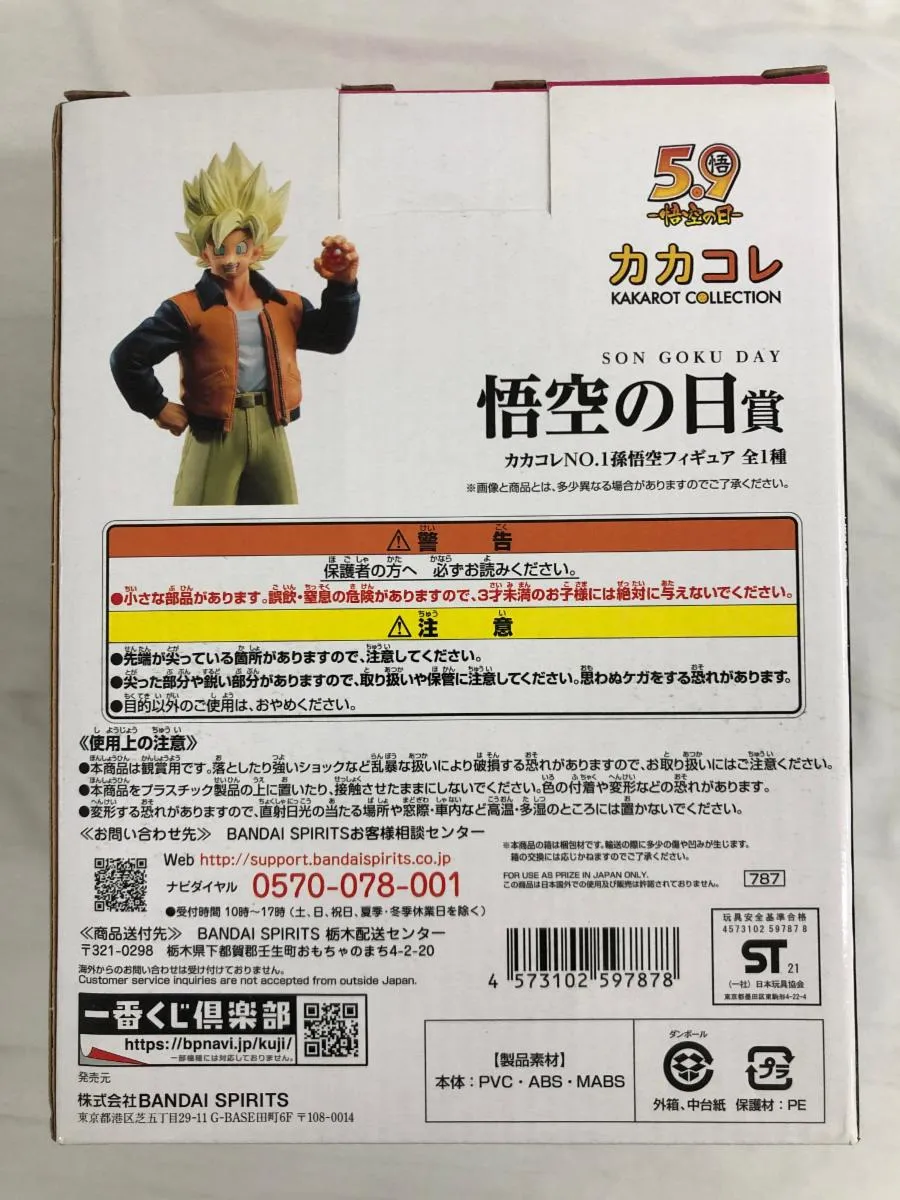 5.9
悟
悟空の日
カカコレ
KAKAROT COLLECTION
SON GOKU DAY
悟空の日賞
カカコレNO.1孫悟空フィギュア 全1種
※画像と商品とは、多少異なる場合がありますのでご了承ください。
警告
保護者の方へ 必ずお読みください。
●小さな部品があります。誤飲・窒息の危険がありますので、3才未満のお子様には絶対に与えないでください。
注意
●先端が尖っている箇所がありますので、注意してください。
●尖った部分や鋭い部分がありますので、取り扱いや保管に注意してください。思わぬケガをする恐れがあります。
●目的以外のご使用は、おやめください。
《使用上の注意》
●本商品は観賞用です。落としたり強いショックなど乱暴な扱いにより破損する恐れがありますので、お取り扱いにはご注意ください。
●本商品をプラスチック製品の上に置いたり、接触させたままにしないでください。色の付着や変形などの恐れがあります。
●変形する恐れがありますので、直射日光の当たる場所や窓際・車内など高温・多湿のところには置かないでください。
≪お問い合わせ先≫ BANDAI SPIRITSお客様相談センター
Web http://support.bandaispirits.co.jp
ナビダイヤル 0570-078-001
●受付時間 10時〜17時(土、日、祝日、夏季・冬季休業日を除く)
≪商品送付先≫ BANDAI SPIRITS 栃木配送センター
〒321-0298 栃木県下都賀郡壬生町おもちゃのまち4-2-20
海外からのお問い合わせは受け付けておりません。
Customer service inquiries are not accepted from outside Japan.
※本商品の箱は梱包材です。輸送の際に多少の傷や凹みが生じます。
箱の交換には応じかねますのでご了承ください。
FOR USE AS PRIZE IN JAPAN ONLY.
この商品は日本国外での使用及び販売は許諾されておりません。
787
4 573102 597878
玩具安全基準合格
4573102 59787 8
ST 21
(一社)日本玩具協会
東京都墨田区東駒形4-22-4
一番くじ倶楽部
https://bpnavi.jp/kuji/
一部機種には対応しておりません。
発売元
株式会社BANDAI SPIRITS
東京都港区芝五丁目29-11 G-BASE田町6F 〒108-0014
【製品素材】
本体:PVC・ABS・MABS
ダンボール
外箱、中台紙
プラ
保護材:PE